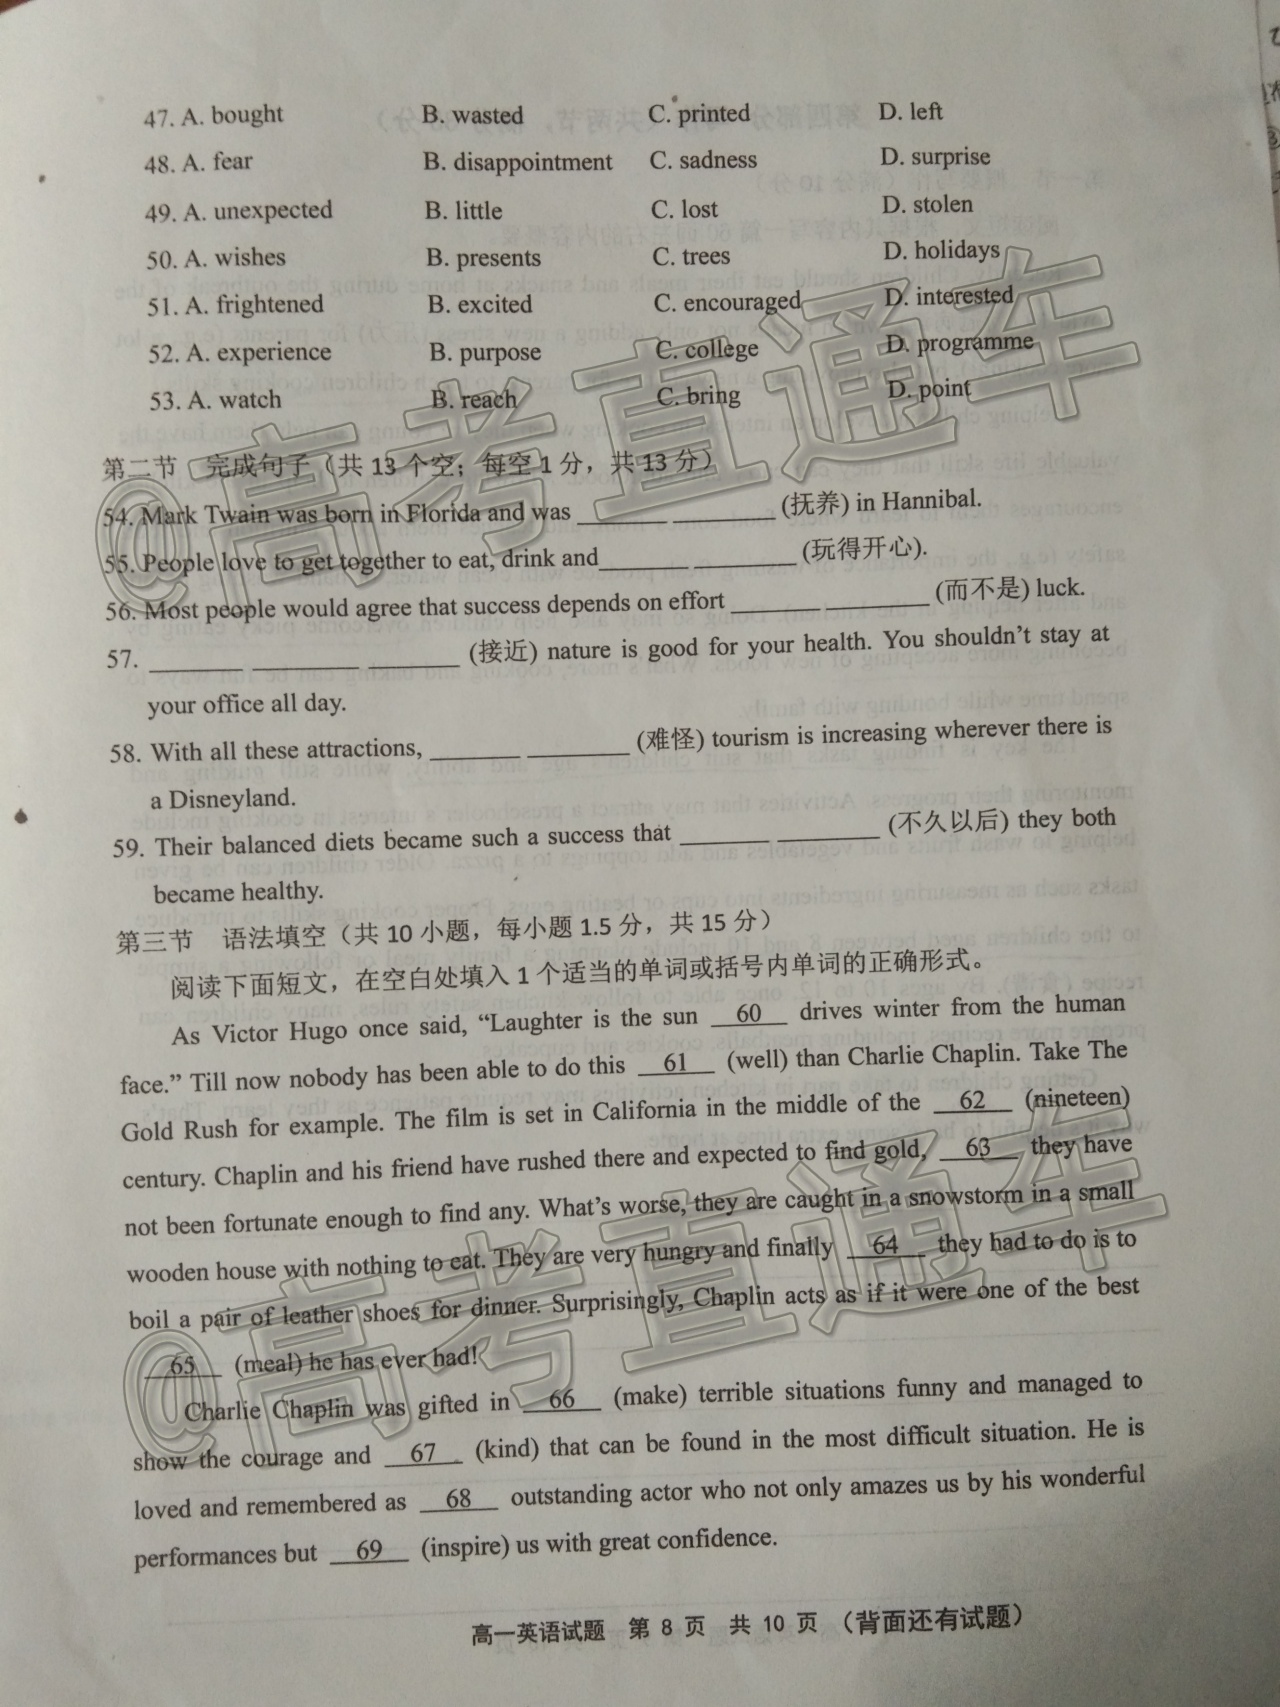 47. A. bought B. wasted C. printed D. left
48. A. fear B. disappointment C. sadness D. surprise
49. A. unexpected B. little C. lost D. stolen
50. A. wishes B. presents C. trees D. holidays
51. A. frightened B. excited C. encouraged D. interested
52. A. experience B. purpose C. college D. programme
53. A. watch B. reach C. bring D. point
第二节 完成句子（共 13 个空；每空 1 分，共 13 分）
54. Mark Twain was born in Florida and was ______ ______ (抚养) in Hannibal.
55. People love to get together to eat, drink and ______ ______ (玩得开心).
56. Most people would agree that success depends on effort ______ ______ (而不是) luck.
57. ______ ______ ______ (接近) nature is good for your health. You shouldn't stay at
your office all day.
58. With all these attractions, ______ ______ (难怪) tourism is increasing wherever there is
a Disneyland.
59. Their balanced diets became such a success that ______ ______ (不久以后) they both
became healthy.
第三节 语法填空（共 10 小题，每小题 1.5 分，共 15 分）
阅读下面短文，在空白处填入 1 个适当的单词或括号内单词的正确形式。
As Victor Hugo once said, “Laughter is the sun 60 drives winter from the human
face.” Till now nobody has been able to do this 61 (well) than Charlie Chaplin. Take The
Gold Rush for example. The film is set in California in the middle of the 62 (nineteen)
century. Chaplin and his friend have rushed there and expected to find gold, 63 they have
not been fortunate enough to find any. What's worse, they are caught in a snowstorm in a small
wooden house with nothing to eat. They are very hungry and finally 64 they had to do is to
boil a pair of leather shoes for dinner. Surprisingly, Chaplin acts as if it were one of the best
65 (meal) he has ever had!
Charlie Chaplin was gifted in 66 (make) terrible situations funny and managed to
show the courage and 67 (kind) that can be found in the most difficult situation. He is
loved and remembered as 68 outstanding actor who not only amazes us by his wonderful
performances but 69 (inspire) us with great confidence.
高一英语试题 第 8 页 共 10 页 （背面还有试题）
@高考直通车
@高考直通车